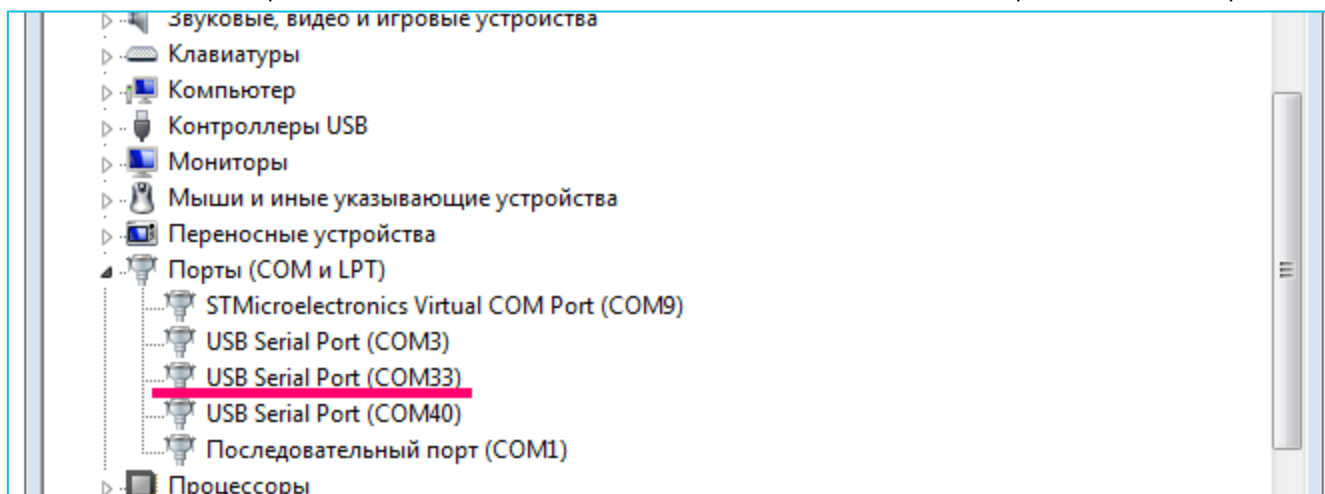 Звуковые, видео и игровые устройства
Клавиатуры
Компьютер
Контроллеры USB
Мониторы
Мыши и иные указывающие устройства
Переносные устройства
Порты (COM и LPT)
STMicroelectronics Virtual COM Port (COM9)
USB Serial Port (COM3)
USB Serial Port (COM33)
USB Serial Port (COM40)
Последовательный порт (COM1)
Процессоры